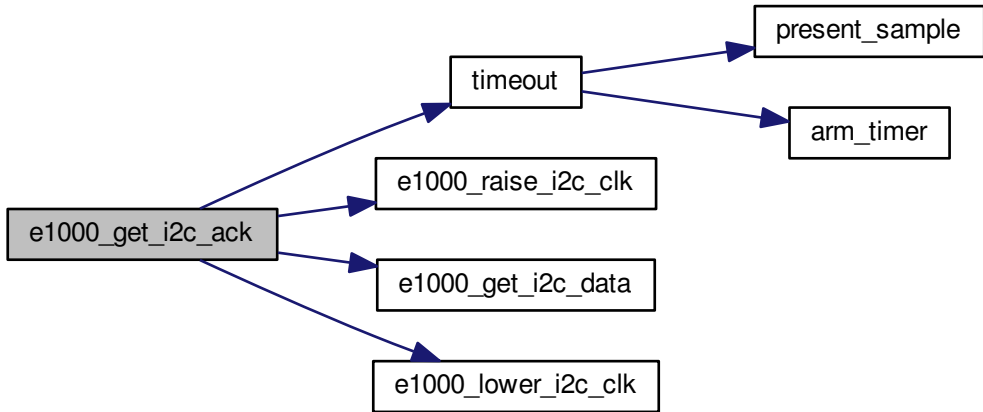 present_sample
timeout
arm_timer
e1000_raise_i2c_clk
e1000_get_i2c_ack
e1000_get_i2c_data
e1000_lower_i2c_clk